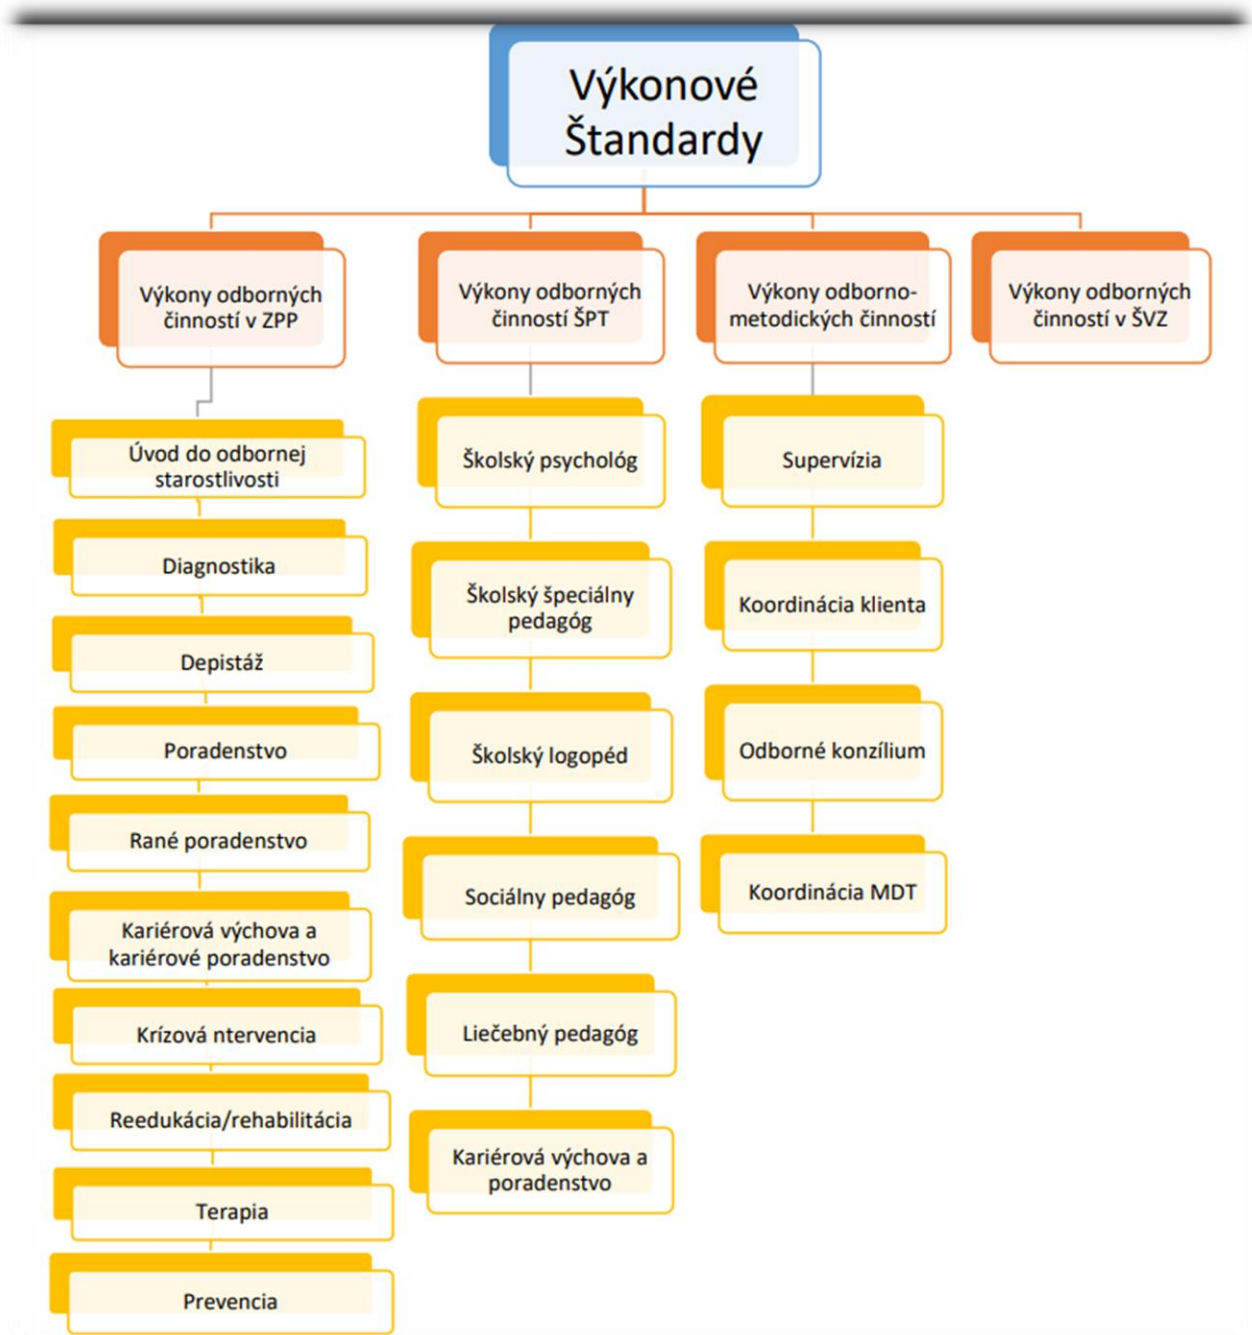 Výkonové
Štandardy
Výkony odborných
činností v ZPP
Výkony odborných
činností ŠPT
Výkony odborno-
metodických činností
Výkony odborných
činností v ŠVZ
Úvod do odbornej
starostlivosti
Diagnostika
Depistáž
Poradenstvo
Rané poradenstvo
Kariérová výchova a
kariérové poradenstvo
Krízová ntervencia
Reedukácia/rehabilitácia
Terapia
Prevencia
Školský psychológ
Školský špeciálny
pedagóg
Školský logopéd
Sociálny pedagóg
Liečebný pedagóg
Kariérová výchova a
poradenstvo
Supervízia
Koordinácia klienta
Odborné konzílium
Koordinácia MDT